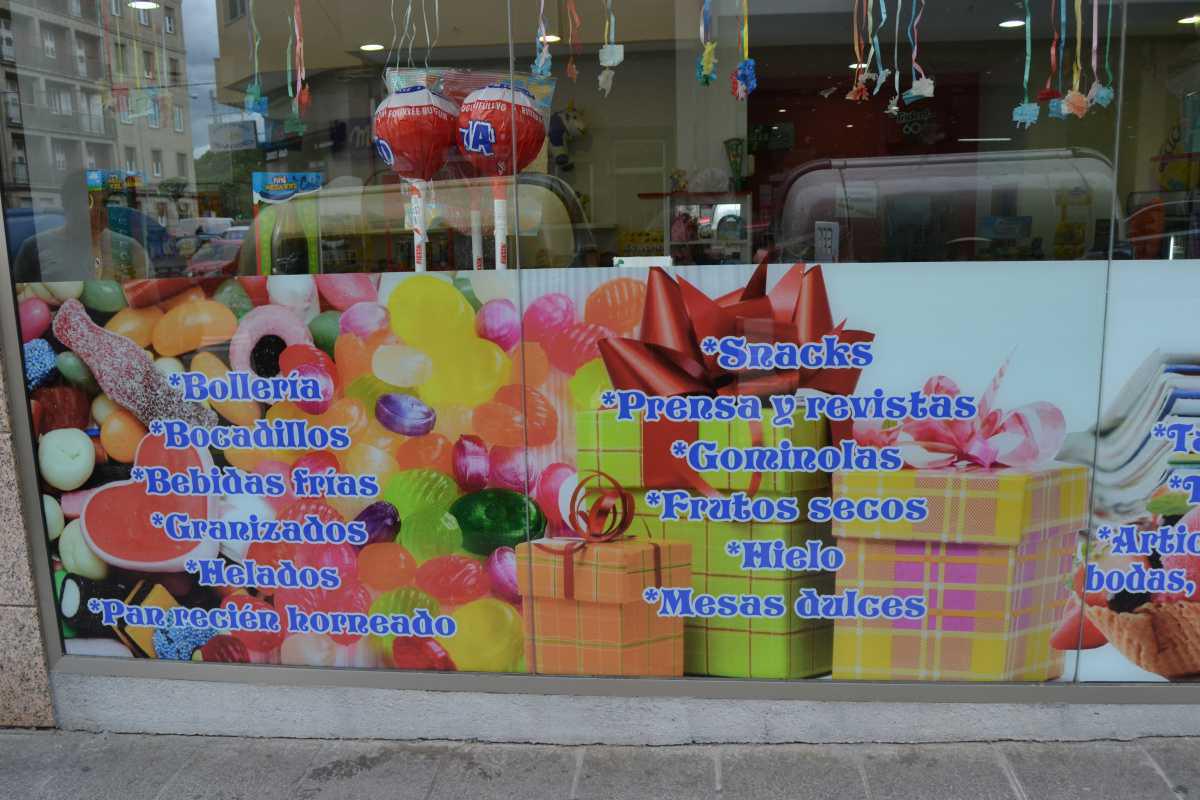 *Bollería
*Bocadillos
*Bebidas frías
*Granizados
*Helados
*Pan recién horneado
*Snacks
*Prensa y revistas
*Gominolas
*Frutos secos
*Hielo
*Mesas dulces
bodas,